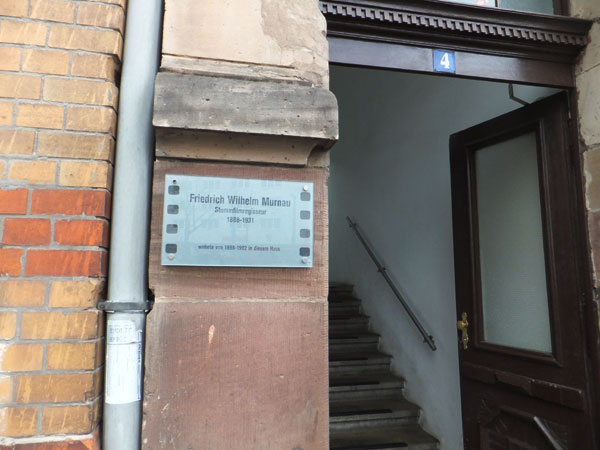 4
Friedrich Wilhelm Murnau
Stummfilmregisseur
1888-1931
wohnte von 1898-1902 in diesem Haus